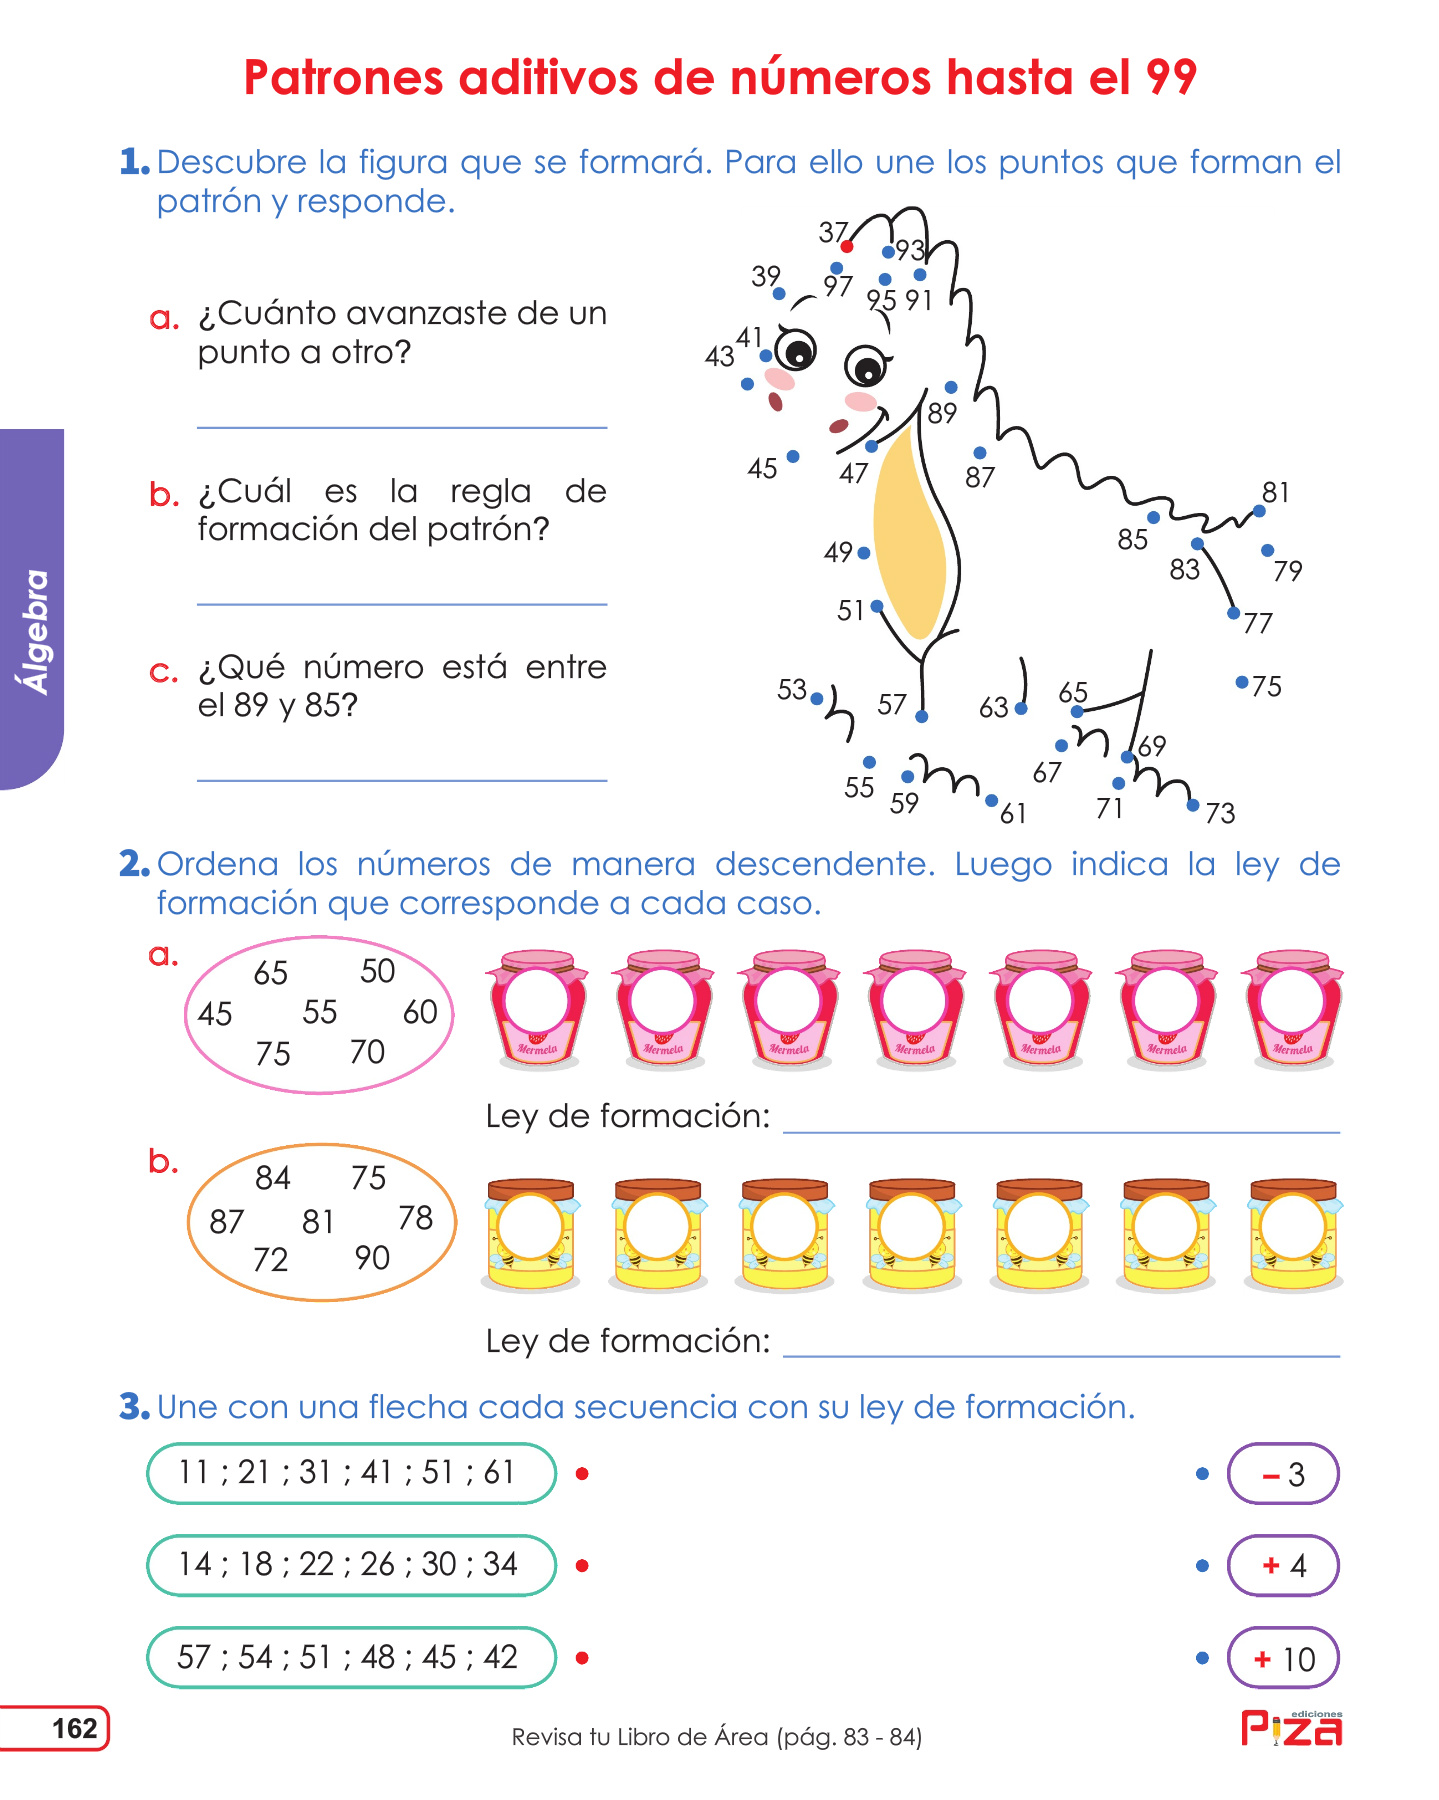 Patrones aditivos de números hasta el 99
1. Descubre la figura que se formará. Para ello une los puntos que forman el
patrón y responde.
a. ¿Cuánto avanzaste de un
punto a otro?
b. ¿Cuál es la regla de
formación del patrón?
c. ¿Qué número está entre
el 89 y 85?
37
93
39
97
95 91
41
43
89
45
47
87
81
85
49
83
79
51
77
53
57
63
65
75
69
55
59
67
61
71
73
Álgebra
2. Ordena los números de manera descendente. Luego indica la ley de
formación que corresponde a cada caso.
a.
65 50
45 55 60
75 70
Mermela Mermela Mermela Mermela Mermela Mermela Mermela
Ley de formación:
b.
84 75
87 81 78
72 90
Ley de formación:
3. Une con una flecha cada secuencia con su ley de formación.
11 ; 21 ; 31 ; 41 ; 51 ; 61
– 3
14 ; 18 ; 22 ; 26 ; 30 ; 34
+ 4
57 ; 54 ; 51 ; 48 ; 45 ; 42
+ 10
162
Revisa tu Libro de Área (pág. 83 - 84)
ediciones
Piza